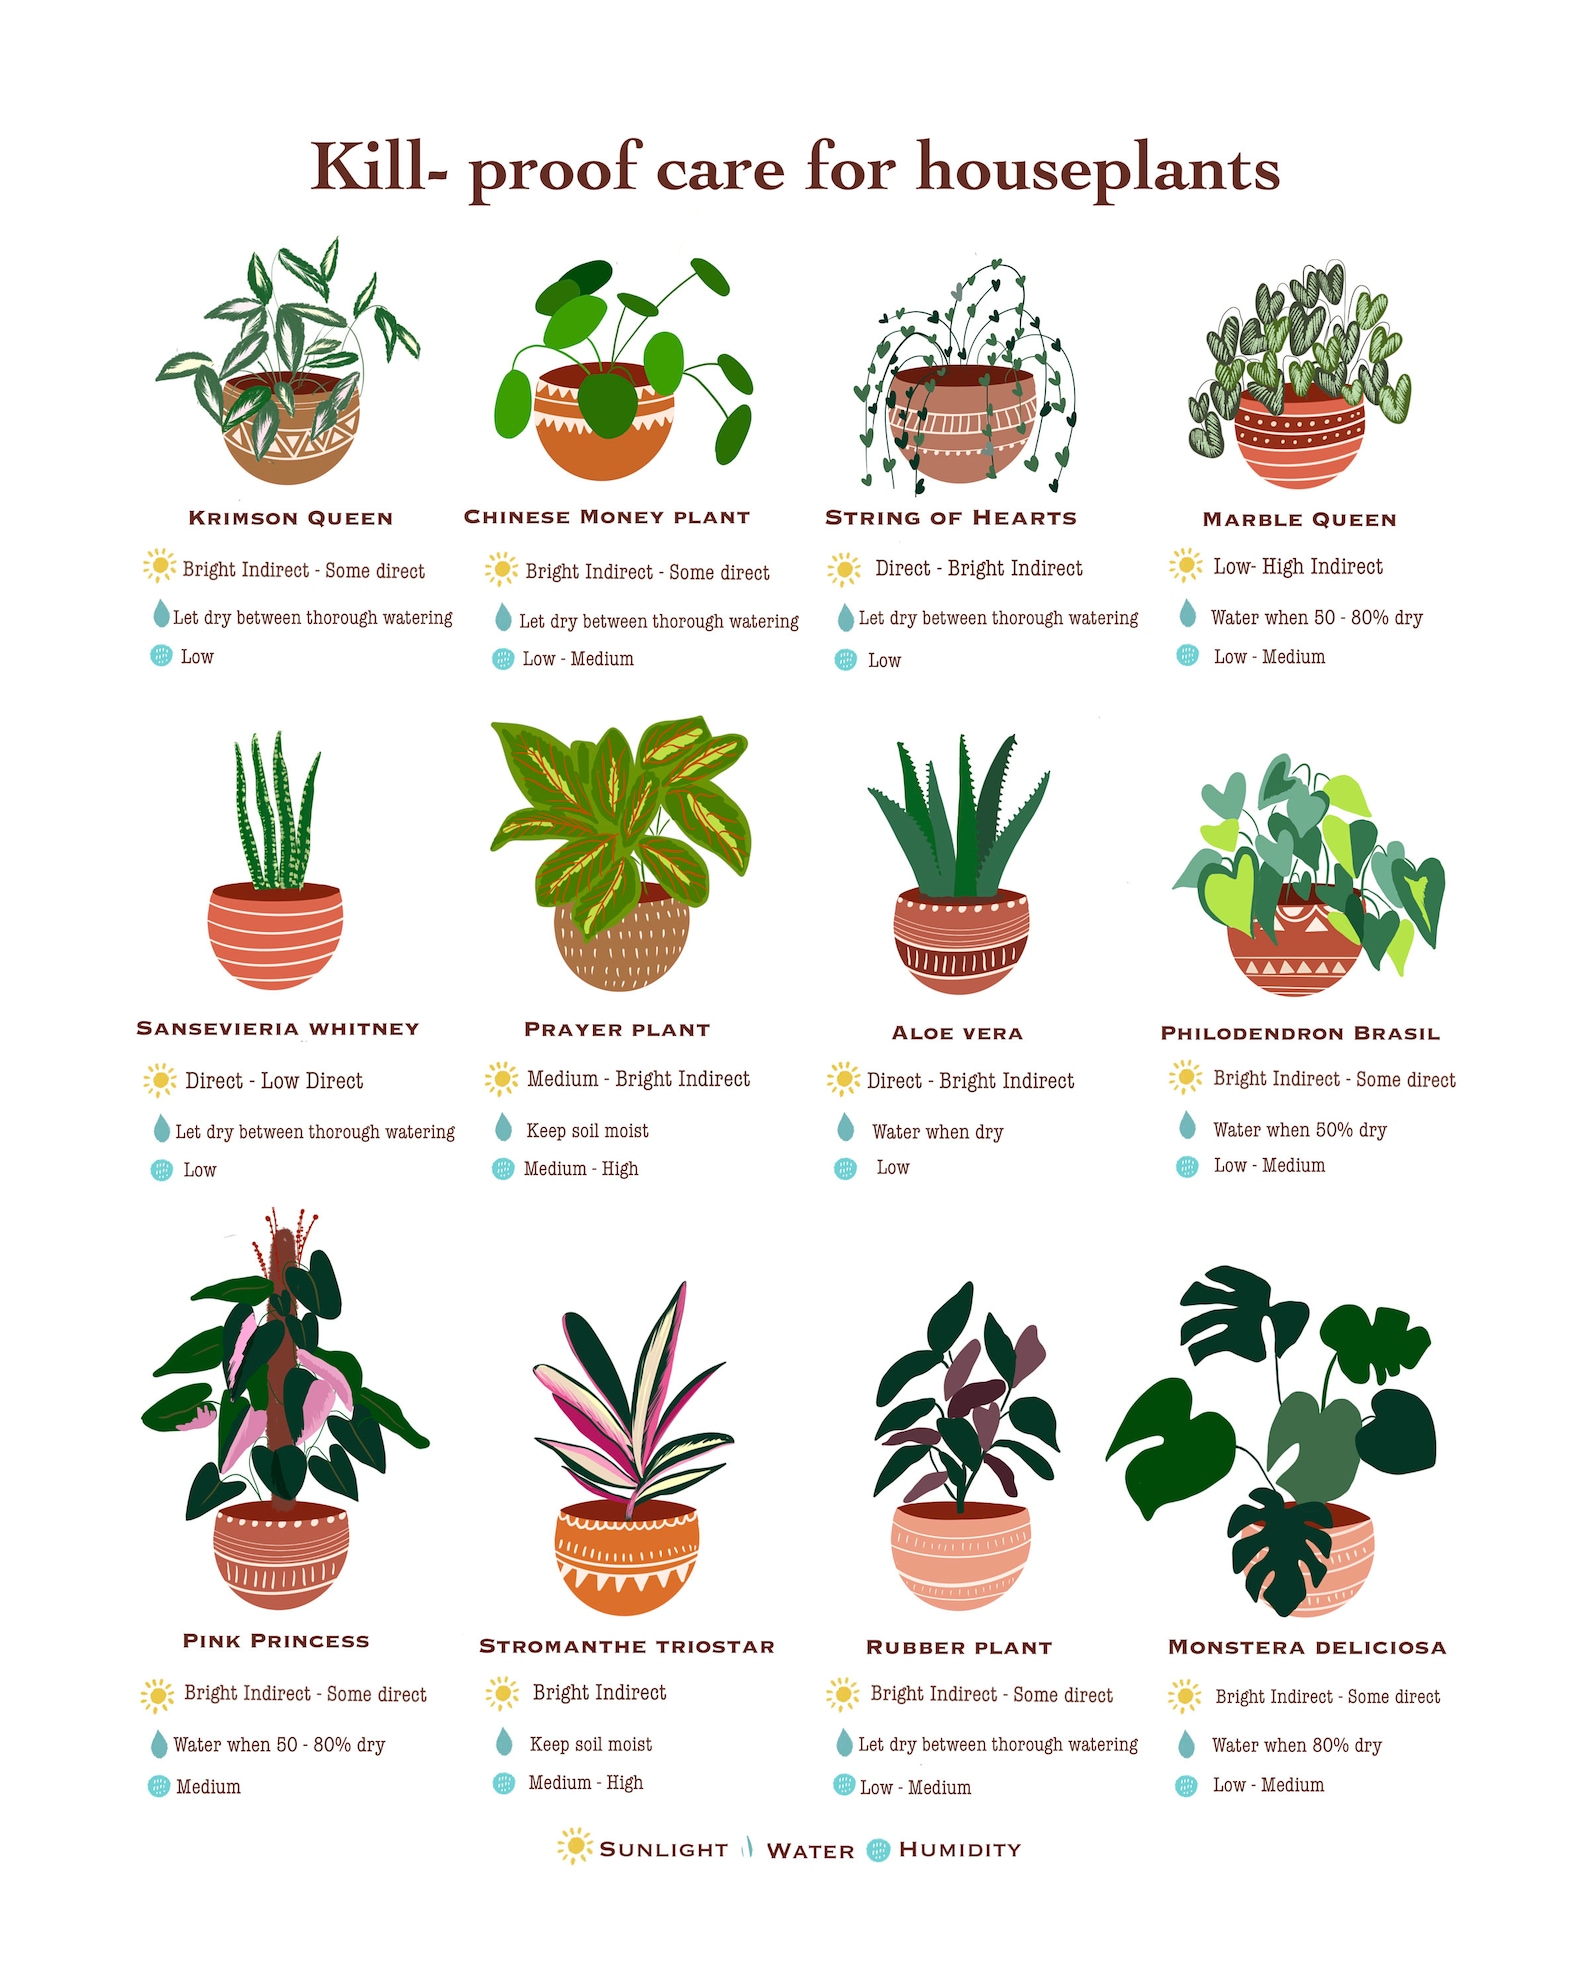 Kill- proof care for houseplants
Krimson Queen
Bright Indirect - Some direct
Let dry between thorough watering
Low
Chinese Money plant
Bright Indirect - Some direct
Let dry between thorough watering
Low - Medium
String of Hearts
Direct - Bright Indirect
Let dry between thorough watering
Low
Marble Queen
Low- High Indirect
Water when 50 - 80% dry
Low - Medium
Sansevieria whitney
Direct - Low Direct
Let dry between thorough watering
Low
Prayer plant
Medium - Bright Indirect
Keep soil moist
Medium - High
Aloe vera
Direct - Bright Indirect
Water when dry
Low
Philodendron Brasil
Bright Indirect - Some direct
Water when 50% dry
Low - Medium
Pink Princess
Bright Indirect - Some direct
Water when 50 - 80% dry
Medium
Stromanthe triostar
Bright Indirect
Keep soil moist
Medium - High
Rubber plant
Bright Indirect - Some direct
Let dry between thorough watering
Low - Medium
Monstera deliciosa
Bright Indirect - Some direct
Water when 80% dry
Low - Medium
Sunlight Water Humidity